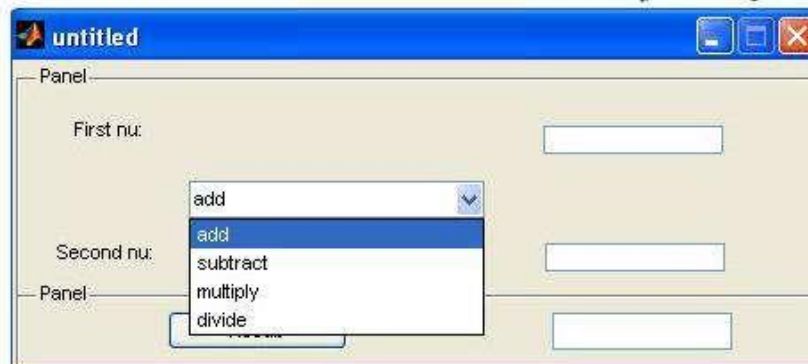 untitled
Panel
First nu:
add
add
Second nu:
subtract
multiply
Panel
divide